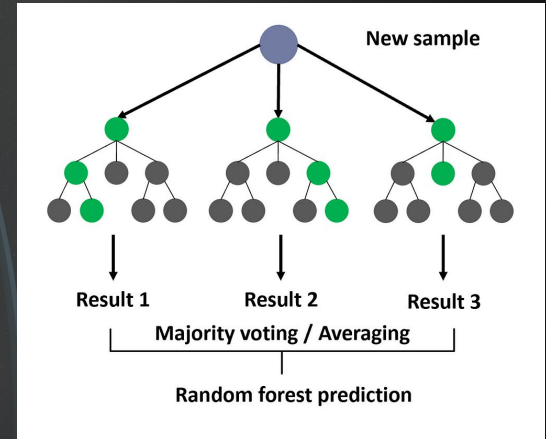 New sample
Result 1
Result 2
Result 3
Majority voting / Averaging
Random forest prediction